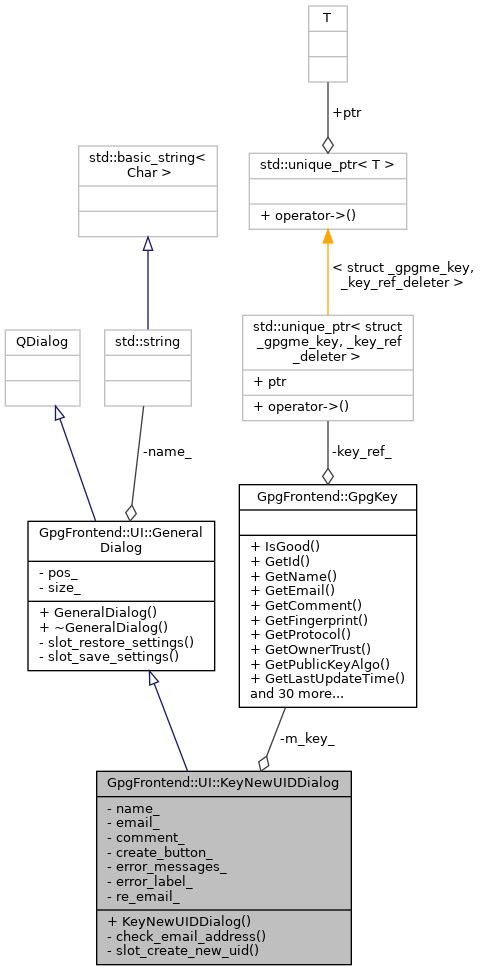 T
+ptr
std::basic_string<
Char >
std::unique_ptr< T >
+ operator->()
< struct _gpgme_key,
_key_ref_deleter >
QDialog
std::string
std::unique_ptr< struct
_gpgme_key, _key_ref
_deleter >
+ ptr
+ operator->()
-name_
-key_ref_
GpgFrontend::UI::General
Dialog
- pos_
- size_
+ GeneralDialog()
+ ~GeneralDialog()
- slot_restore_settings()
- slot_save_settings()
GpgFrontend::GpgKey
+ IsGood()
+ GetId()
+ GetName()
+ GetEmail()
+ GetComment()
+ GetFingerprint()
+ GetProtocol()
+ GetOwnerTrust()
+ GetPublicKeyAlgo()
+ GetLastUpdateTime()
and 30 more...
-m_key_
GpgFrontend::UI::KeyNewUIDDialog
- name_
- email_
- comment_
- create_button_
- error_messages_
- error_label_
- re_email_
+ KeyNewUIDDialog()
- check_email_address()
- slot_create_new_uid()